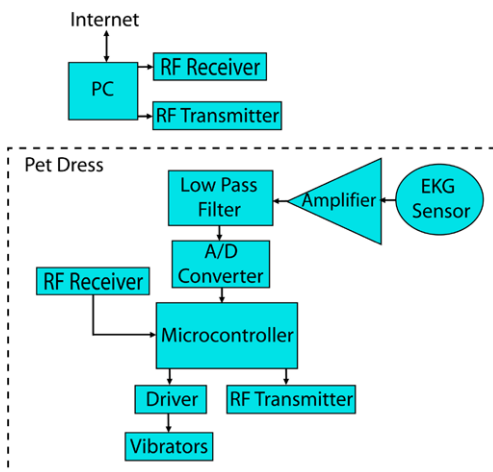 Internet
PC
RF Receiver
RF Transmitter
Pet Dress
Low Pass
Filter
Amplifier
EKG
Sensor
A/D
Converter
RF Receiver
Microcontroller
Driver
RF Transmitter
Vibrators